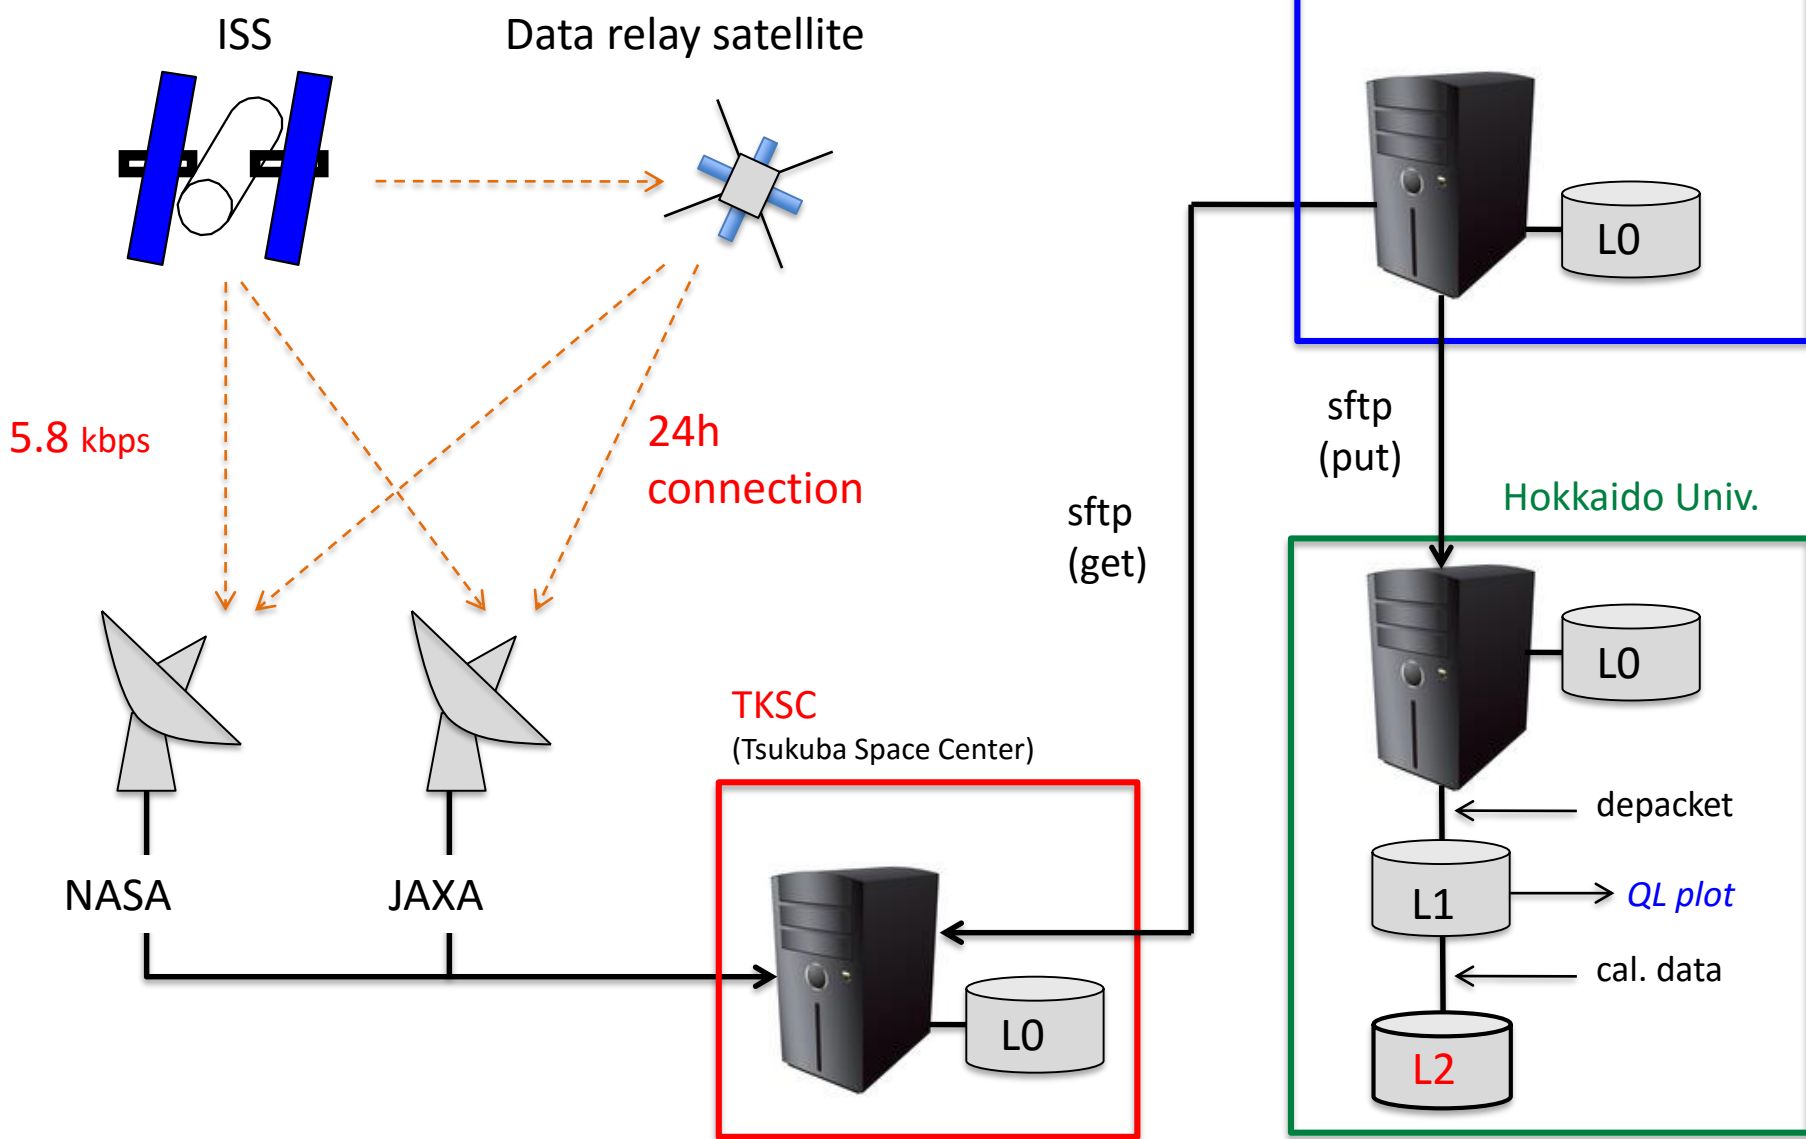 ISS
Data relay satellite
L0
5.8 kbps
24h
connection
sftp
(put)
sftp
(get)
Hokkaido Univ.
L0
TKSC
(Tsukuba Space Center)
depacket
NASA
JAXA
L1
QL plot
cal. data
L0
L2